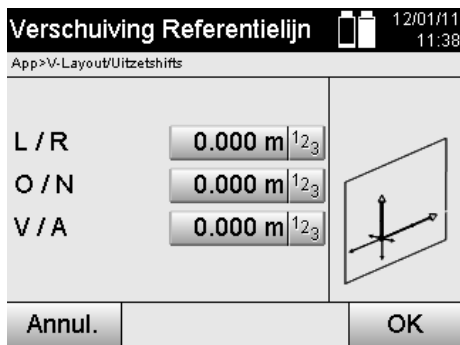 Verschuiving Referentielijn
12/01/11
11:38
App>V-Layout/Uitzetshifts
L / R 0.000 m 123
O / N 0.000 m 123
V / A 0.000 m 123
Annul. OK